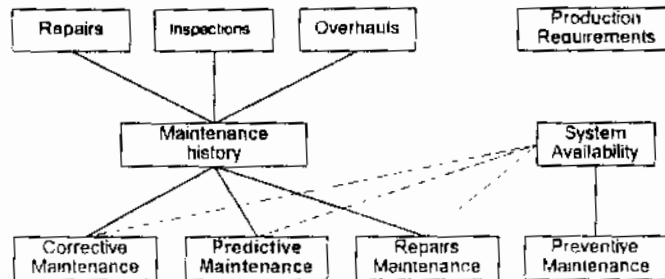 Repairs
Inspections
Overhauls
Production
Requirements
Maintenance
history
System
Availability
Corrective
Maintenance
Predictive
Maintenance
Repairs
Maintenance
Preventive
Maintenance